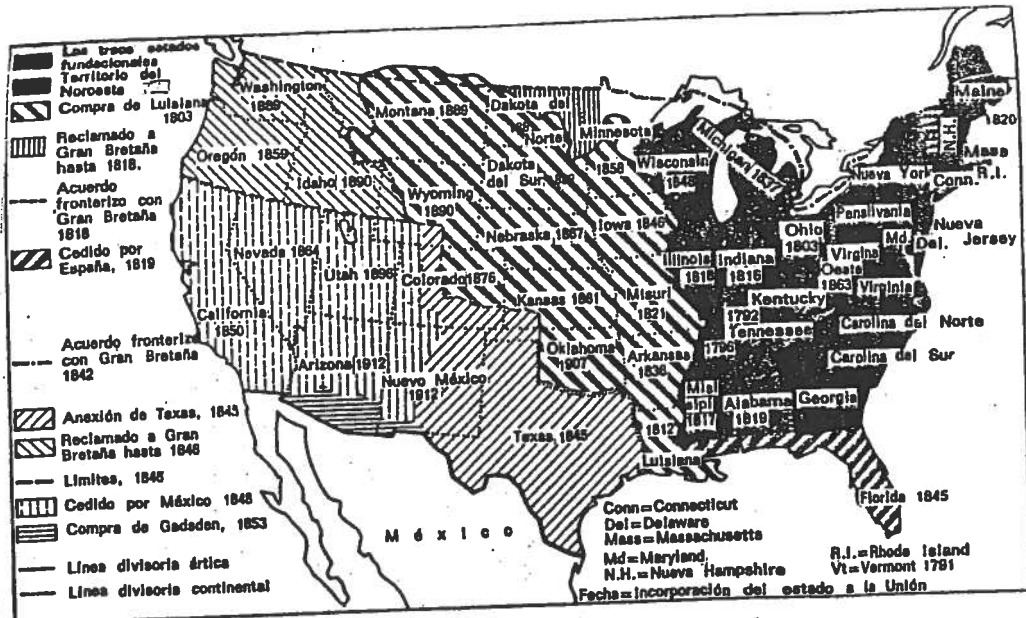 Los trece estados
fundacionales
Territorio del
Noroeste
Compra de Luisiana
1803
Reclamado a
Gran Bretaña
hasta 1818.
Acuerdo
fronterizo con
Gran Bretaña
1818
Cedido por
España, 1819
Acuerdo fronterizo
con Gran Bretaña
1842
Anexión de Texas, 1845
Reclamado a Gran
Bretaña hasta 1846
Límites, 1845
Cedido por México 1848
Compra de Gadsden, 1853
Línea divisoria ártica
Línea divisoria continental
Washington
1889
Oregón 1859
Idaho 1890
Montana 1889
Dakota del
Norte
Dakota
del Sur
Wyoming
1890
Nebraska 1867
Minnesota
1858
Iowa 1846
Wisconsin
1848
Michigan 1837
Nevada 1864
Utah 1896
Colorado 1876
Kansas 1861
Misuri
1821
California
1850
Arizona 1912
Nuevo México
1912
Oklahoma
1907
Arkansas
1836
Texas, 1845
1812
Luisiana
Illinois
1818
Indiana
1816
Ohio
1803
Kentucky
1792
Tennessee
1796
Misi
sipi
1817
Alabama
1819
Georgia
Florida 1845
Maine
1820
N.H.
Mass
R.I.
Conn.
Nueva York
Pensilvania
Nueva
Jersey
Md.
Del.
Virginia
Oeste
1863
Virginia
Carolina del Norte
Carolina del Sur
México
Conn=Connecticut
Del=Delaware
Mass=Massachusetts
Md=Maryland.
N.H.=Nueva Hampshire
R.I.=Rhode Island
Vt=Vermont 1791
Fecha=Incorporación del estado a la Unión